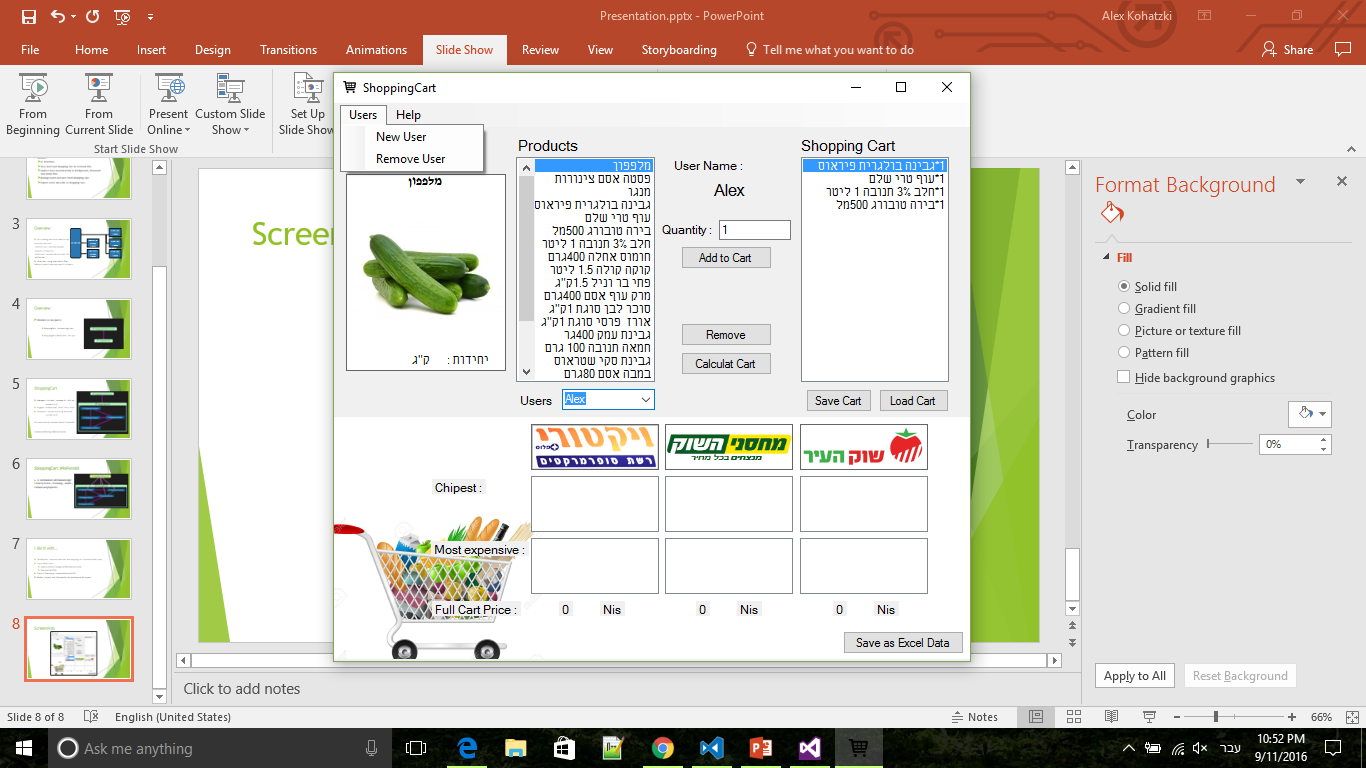 Presentation.pptx - PowerPoint
Alex Kohatzki
File
Home
Insert
Design
Transitions
Animations
Slide Show
Review
View
Storyboarding
Tell me what you want to do
Share
From Beginning
From Current Slide
Present Online
Custom Slide Show
Set Up Slide Show
Start Slide Show
3
4
5
6
7
8
Screen
ShoppingCart
Users
Help
New User
Remove User
מלפפון
יחידות : ק"ג
Products
מלפפון
פסטה אסם צינורות
מנגו
גבינה בולגרית פיראוס
עוף טרי שלם
בירה טובורג 500מל
חלב 3% תנובה 1 ליטר
חומוס אחלה 400גרם
קוקה קולה 1.5 ליטר
פתי בר וניל 1.5ק"ג
מרק עוף אסם 400גרם
סוכר לבן סוגת 1ק"ג
אורז פרסי סוגת 1ק"ג
גבינת עמק 400גר
חמאה תנובה 100 גרם
גבינת סקי שטראוס
במבה אסם 80גרם
User Name :
Alex
Quantity :
1
Add to Cart
Remove
Calculat Cart
Shopping Cart
1*גבינה בולגרית פיראוס
1*עוף טרי שלם
1*חלב 3% תנובה 1 ליטר
1*בירה טובורג 500מל
Users
Alex
Save Cart
Load Cart
ויקטורי
פלוס
רשת סופרמרקטים
מחסני השוק
מנצחים בכל מחיר
שוק העיר
Chipest :
Most expensive :
Full Cart Price :
0 Nis
0 Nis
0 Nis
Save as Excel Data
Format Background
Fill
Solid fill
Gradient fill
Picture or texture fill
Pattern fill
Hide background graphics
Color
Transparency
0%
Apply to All
Reset Background
Click to add notes
Slide 8 of 8
English (United States)
Notes
66%
Ask me anything
עבר
10:52 PM
9/11/2016